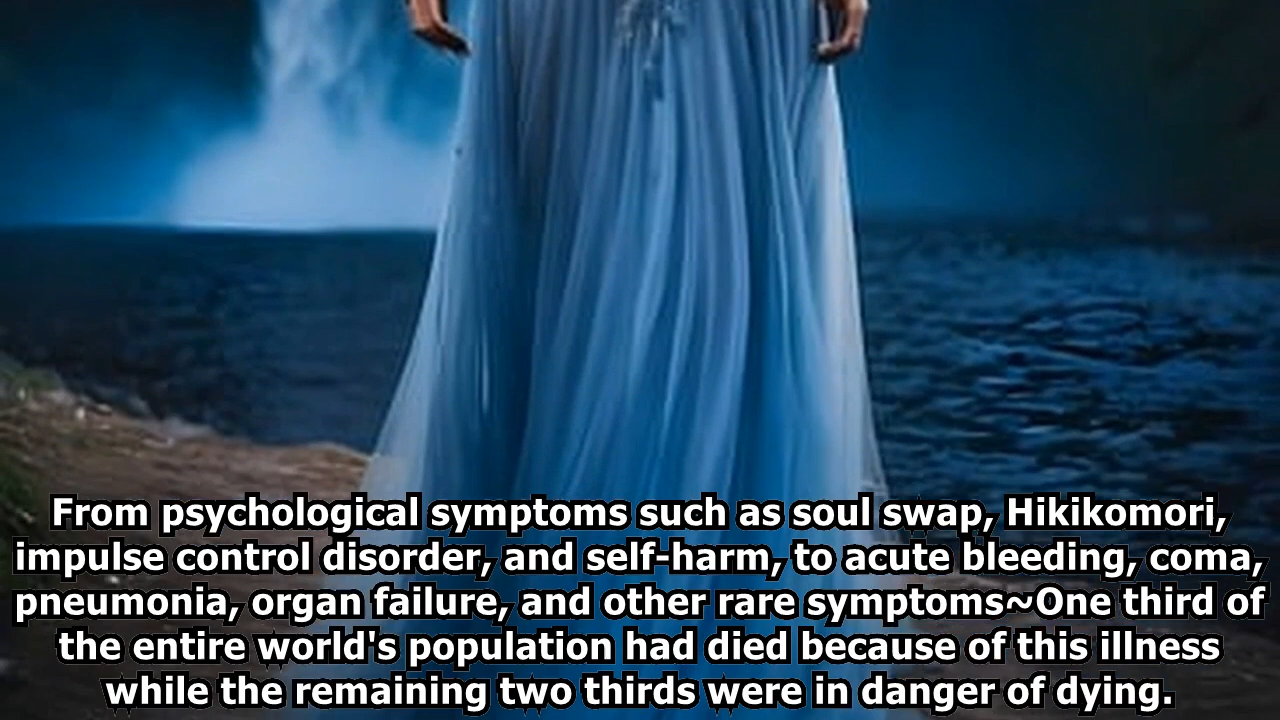 From psychological symptoms such as soul swap, Hikikomori,
impulse control disorder, and self-harm, to acute bleeding, coma,
pneumonia, organ failure, and other rare symptoms~One third of
the entire world's population had died because of this illness
while the remaining two thirds were in danger of dying.